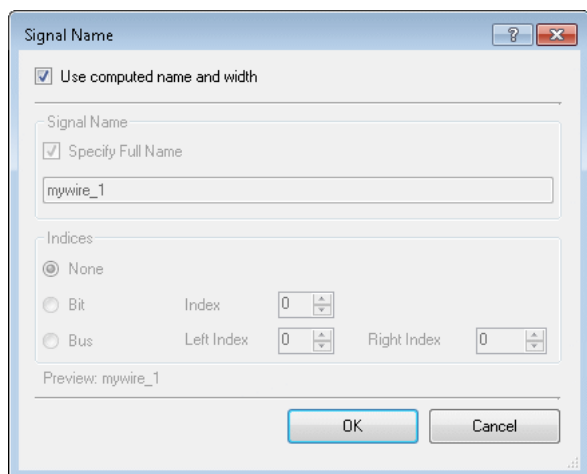 Signal Name
?
Use computed name and width
Signal Name
Specify Full Name
mywire_1
Indices
None
Bit Index 0
Bus Left Index 0 Right Index 0
Preview: mywire_1
OK Cancel